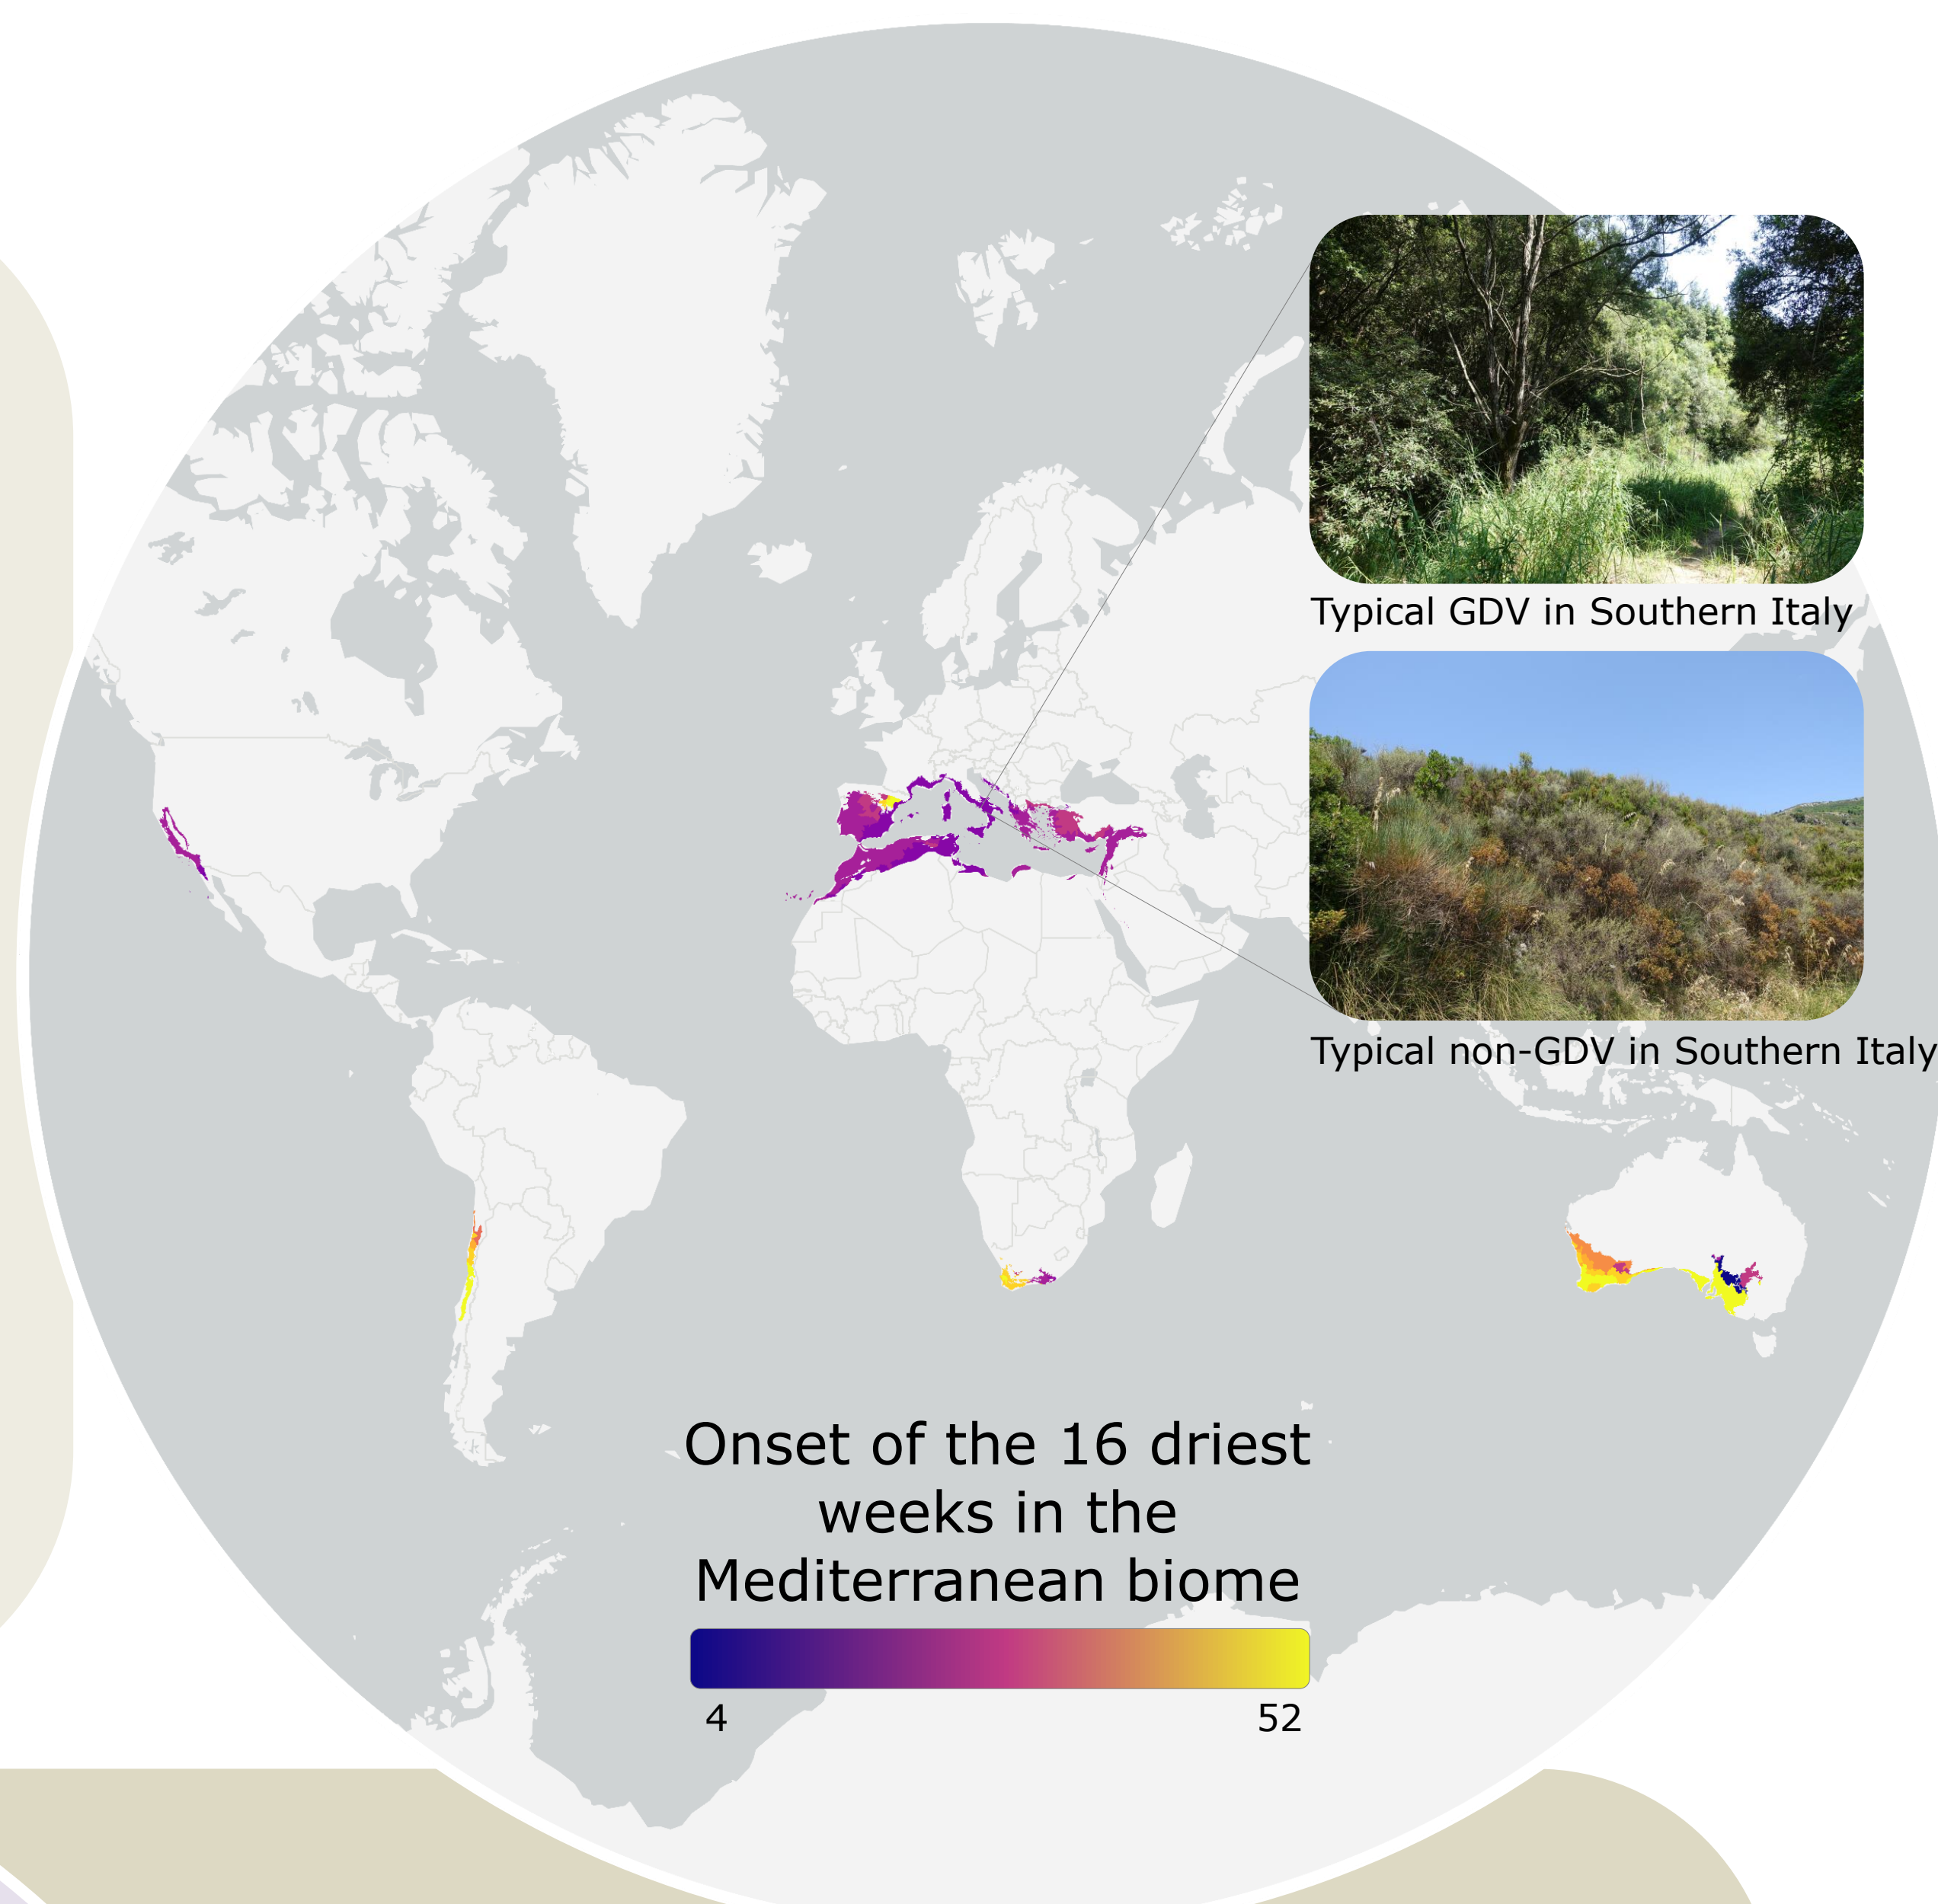 Typical GDV in Southern Italy
Typical non-GDV in Southern Italy
Onset of the 16 driest
weeks in the
Mediterranean biome
4
52